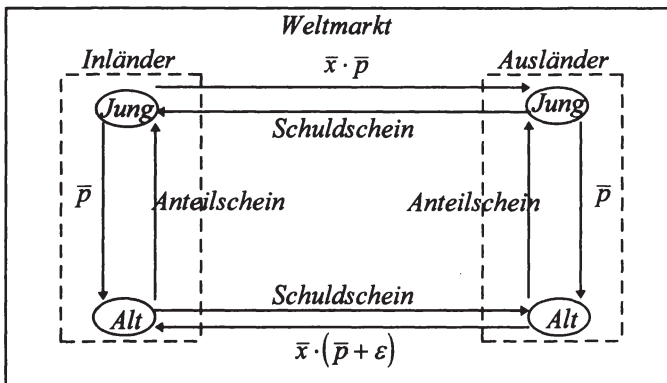 Weltmarkt
Inländer
Ausländer
x̄ · p̄
Jung
Jung
Schuldschein
p̄
Anteilschein
Anteilschein
p̄
Schuldschein
Alt
Alt
x̄ · (p̄ + ε)